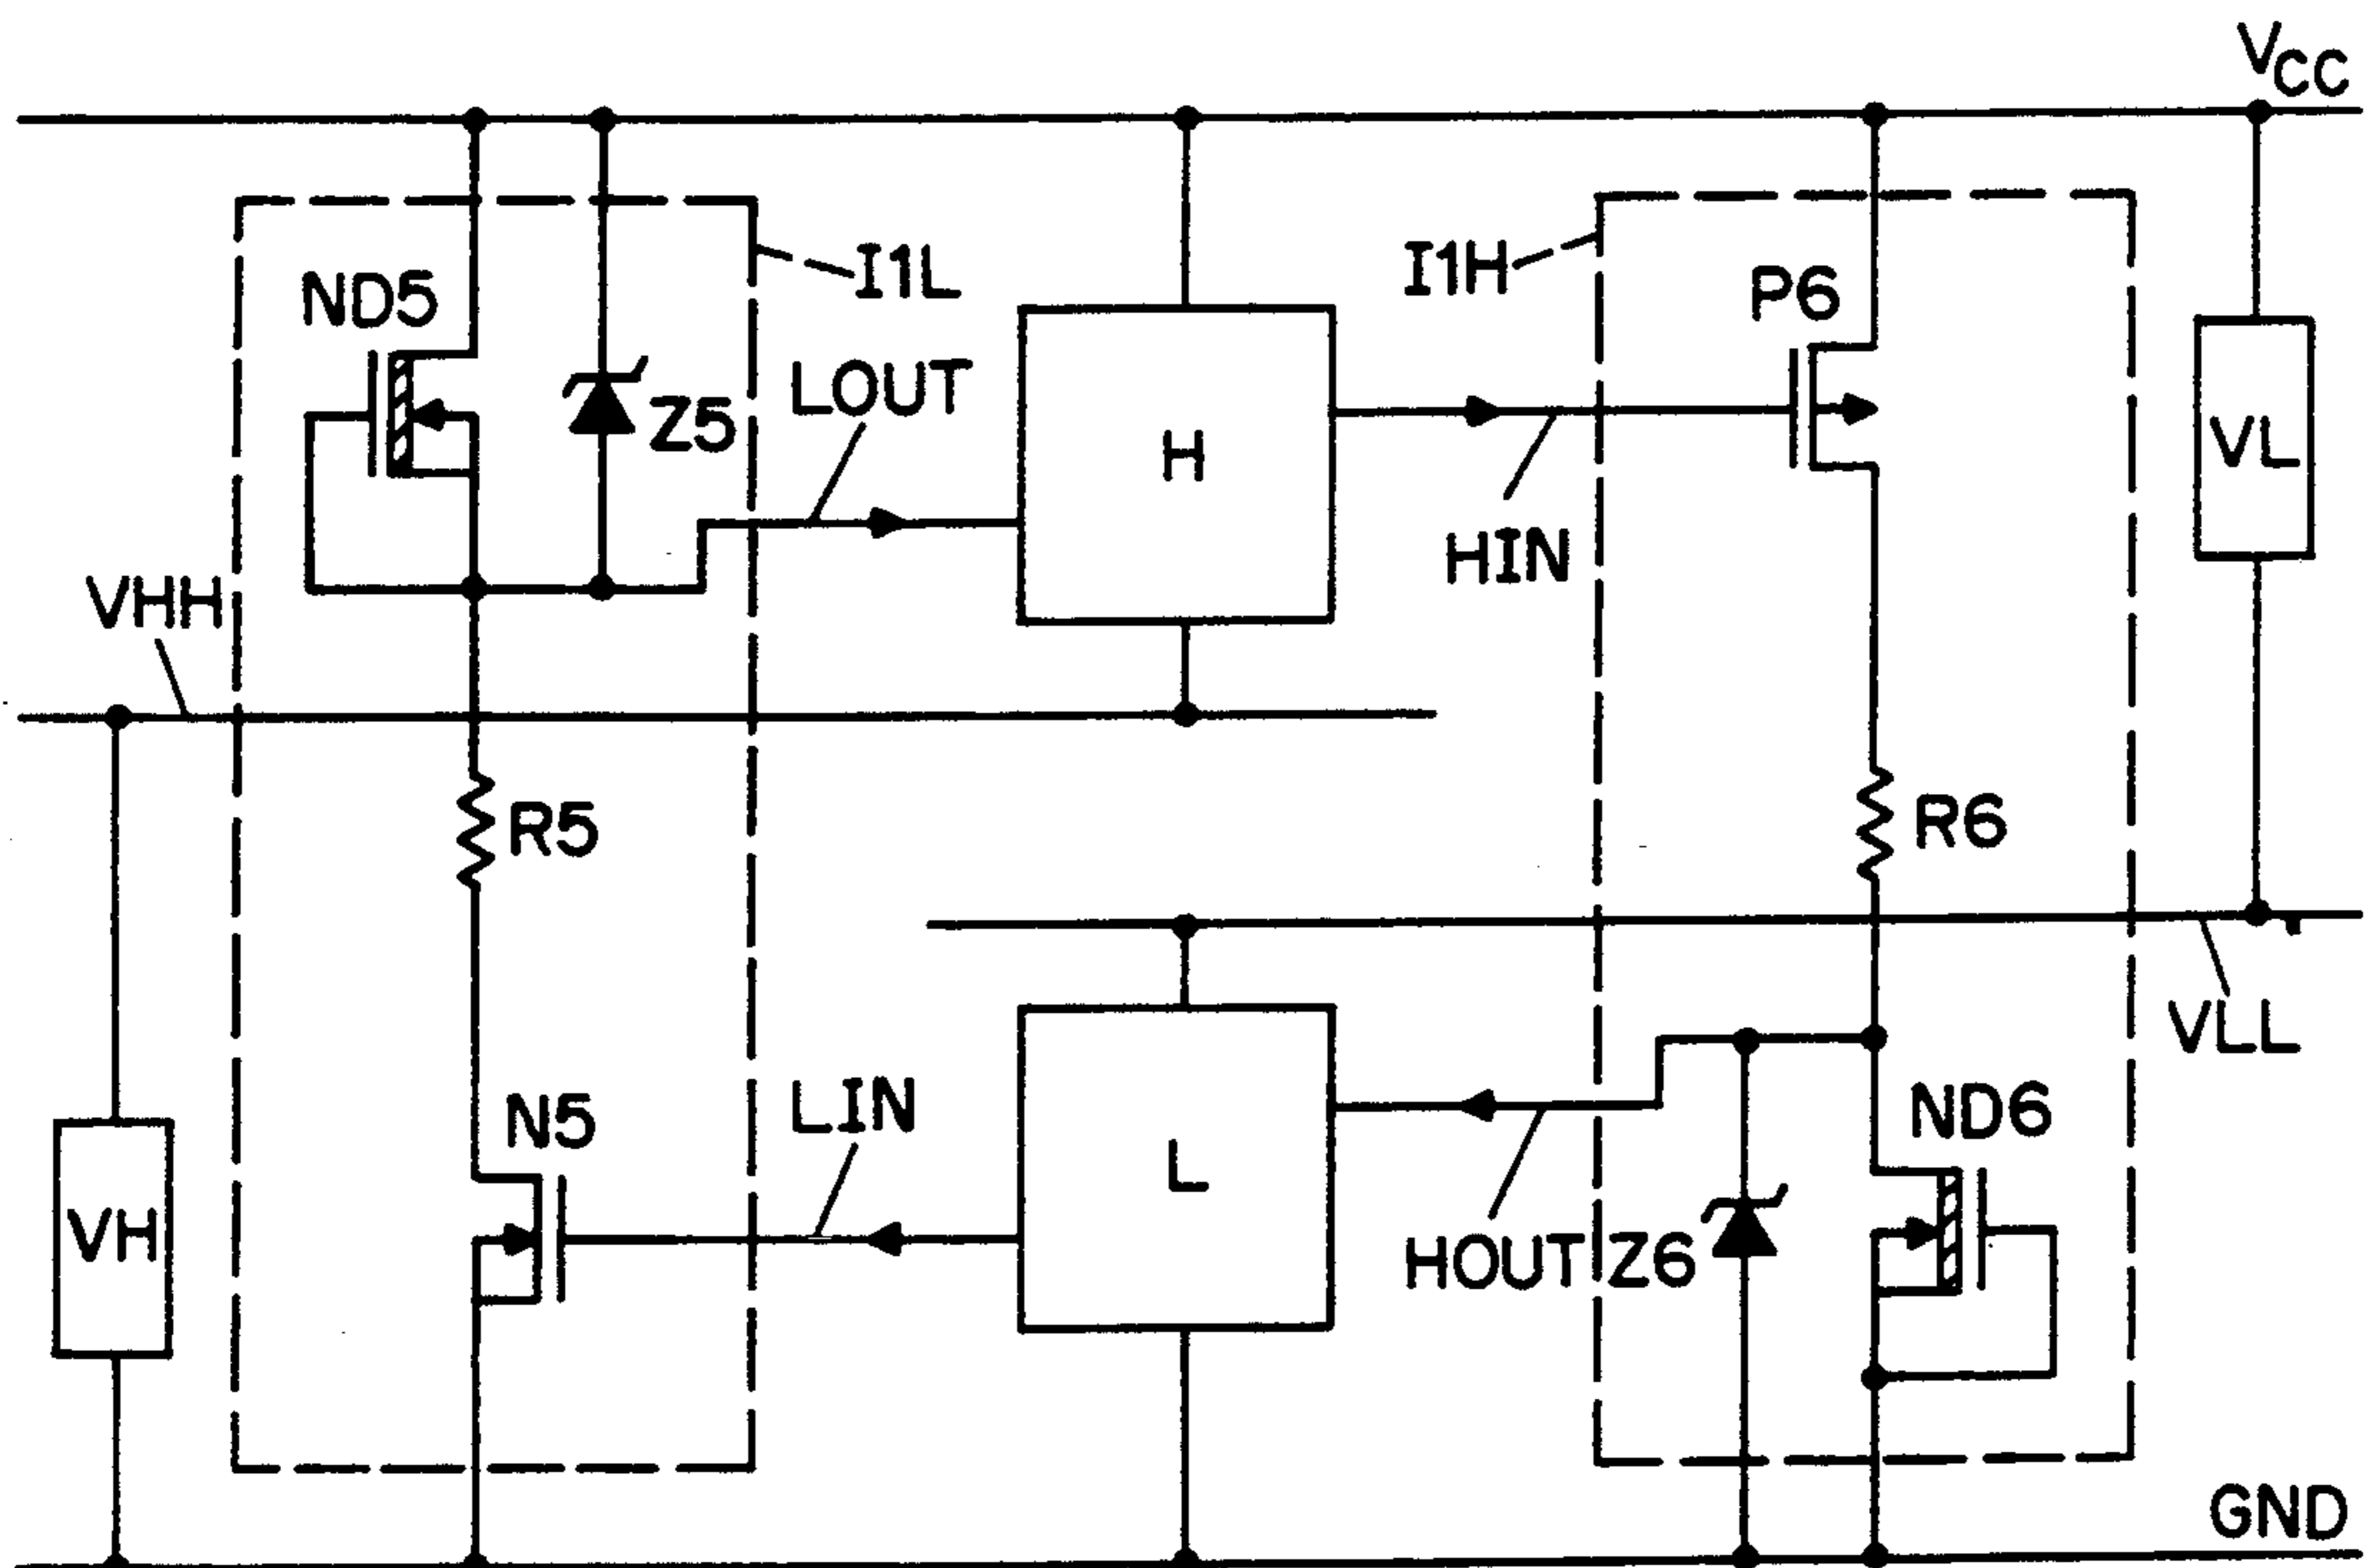 VCC
I1L
I1H
ND5
P6
LOUT
Z5
H
VL
HIN
VHH
R5
R6
VLL
N5
LIN
ND6
L
VH
HOUT
Z6
GND